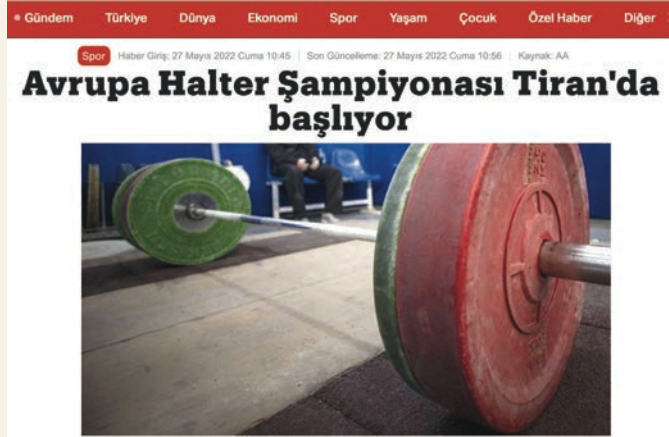 Gündem Türkiye Dünya Ekonomi Spor Yaşam Çocuk Özel Haber Diğer
Spor Haber Giriş: 27 Mayıs 2022 Cuma 10:45 Son Güncelleme: 27 Mayıs 2022 Cuma 10:56 Kaynak: AA
Avrupa Halter Şampiyonası Tiran'da
başlıyor